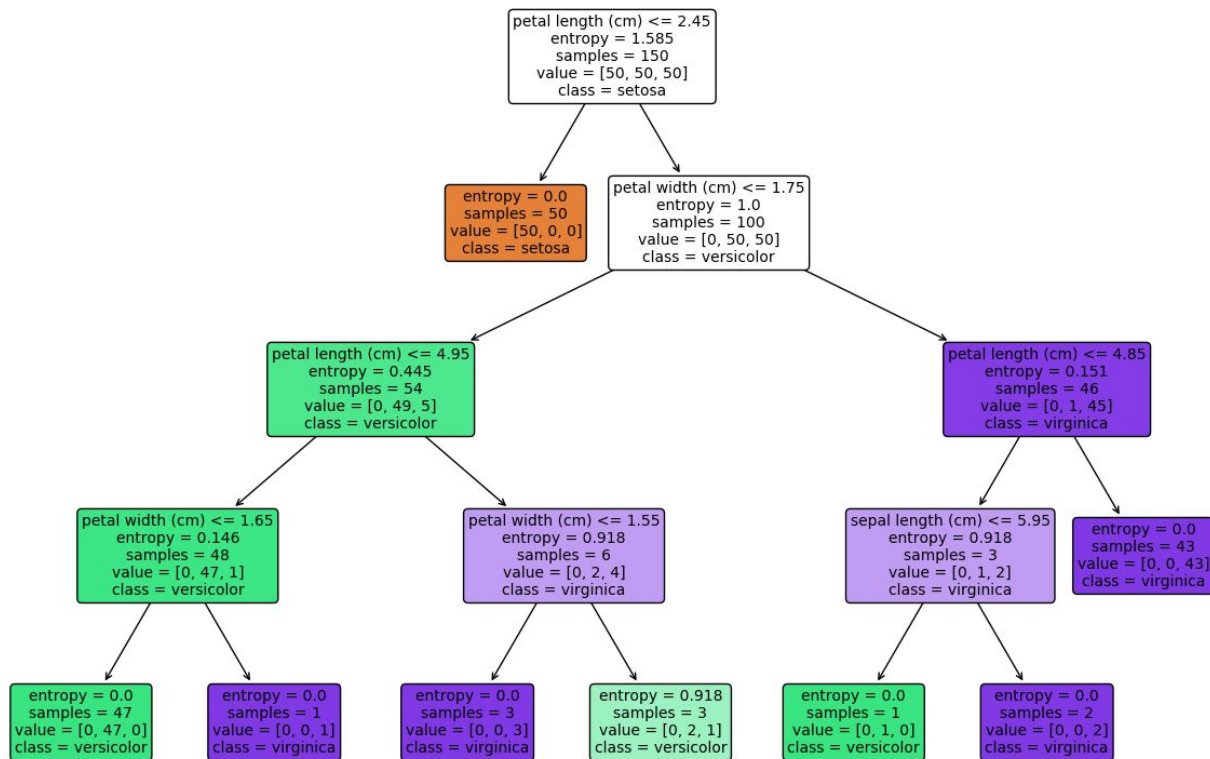 petal length (cm) <= 2.45
entropy = 1.585
samples = 150
value = [50, 50, 50]
class = setosa
entropy = 0.0
samples = 50
value = [50, 0, 0]
class = setosa
petal width (cm) <= 1.75
entropy = 1.0
samples = 100
value = [0, 50, 50]
class = versicolor
petal length (cm) <= 4.95
entropy = 0.445
samples = 54
value = [0, 49, 5]
class = versicolor
petal length (cm) <= 4.85
entropy = 0.151
samples = 46
value = [0, 1, 45]
class = virginica
petal width (cm) <= 1.65
entropy = 0.146
samples = 48
value = [0, 47, 1]
class = versicolor
petal width (cm) <= 1.55
entropy = 0.918
samples = 6
value = [0, 2, 4]
class = virginica
sepal length (cm) <= 5.95
entropy = 0.918
samples = 3
value = [0, 1, 2]
class = virginica
entropy = 0.0
samples = 43
value = [0, 0, 43]
class = virginica
entropy = 0.0
samples = 47
value = [0, 47, 0]
class = versicolor
entropy = 0.0
samples = 1
value = [0, 0, 1]
class = virginica
entropy = 0.0
samples = 3
value = [0, 0, 3]
class = virginica
entropy = 0.918
samples = 3
value = [0, 2, 1]
class = versicolor
entropy = 0.0
samples = 1
value = [0, 1, 0]
class = versicolor
entropy = 0.0
samples = 2
value = [0, 0, 2]
class = virginica